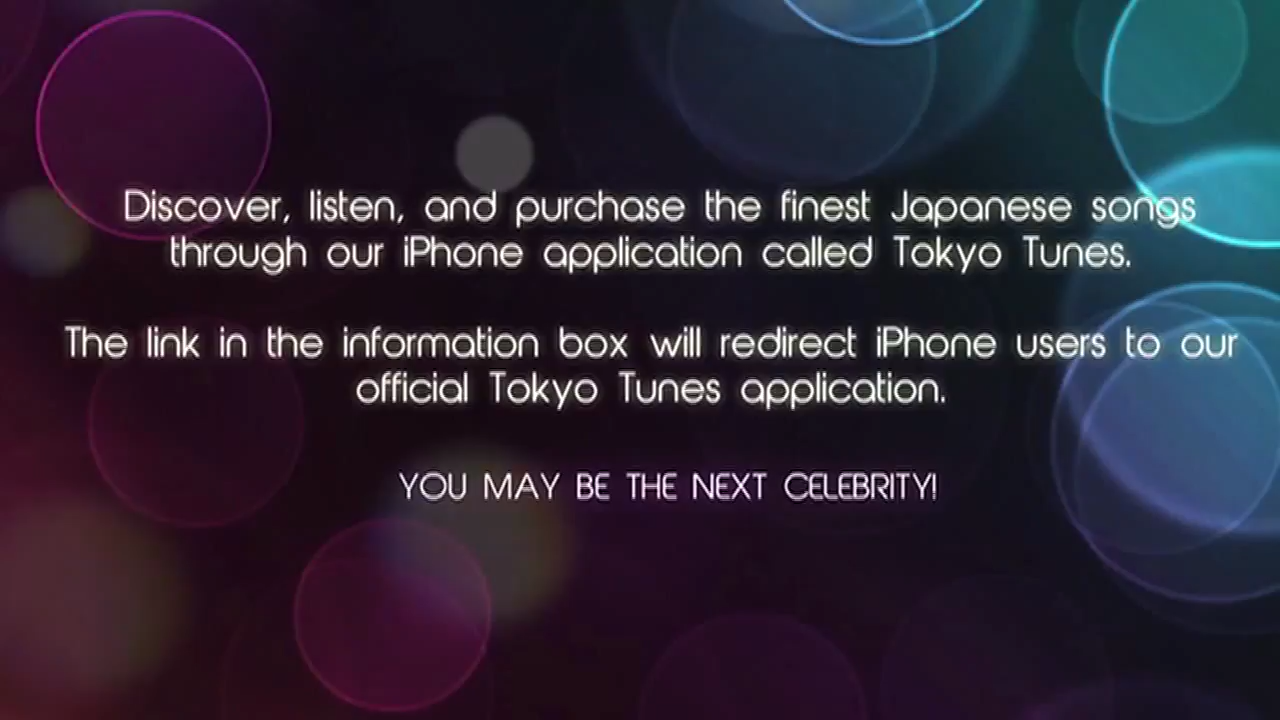 Discover, listen, and purchase the finest Japanese songs
through our iPhone application called Tokyo Tunes.
The link in the information box will redirect iPhone users to our
official Tokyo Tunes application.
YOU MAY BE THE NEXT CELEBRITY!